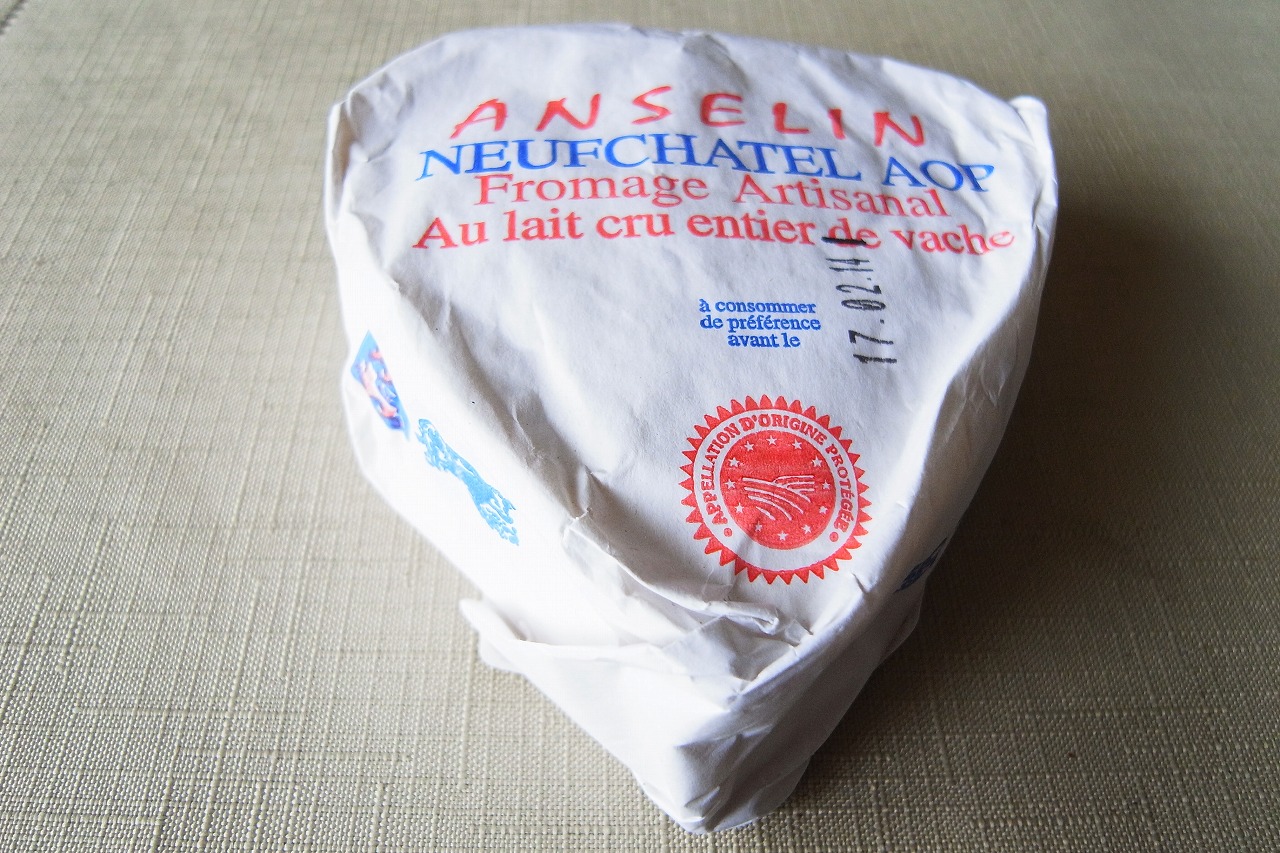 ANSELIN
NEUFCHATEL AOP
Fromage Artisanal
Au lait cru entier de vache
à consommer
de préférence
avant le
17.02.14
APPELLATION D'ORIGINE PROTÉGÉE